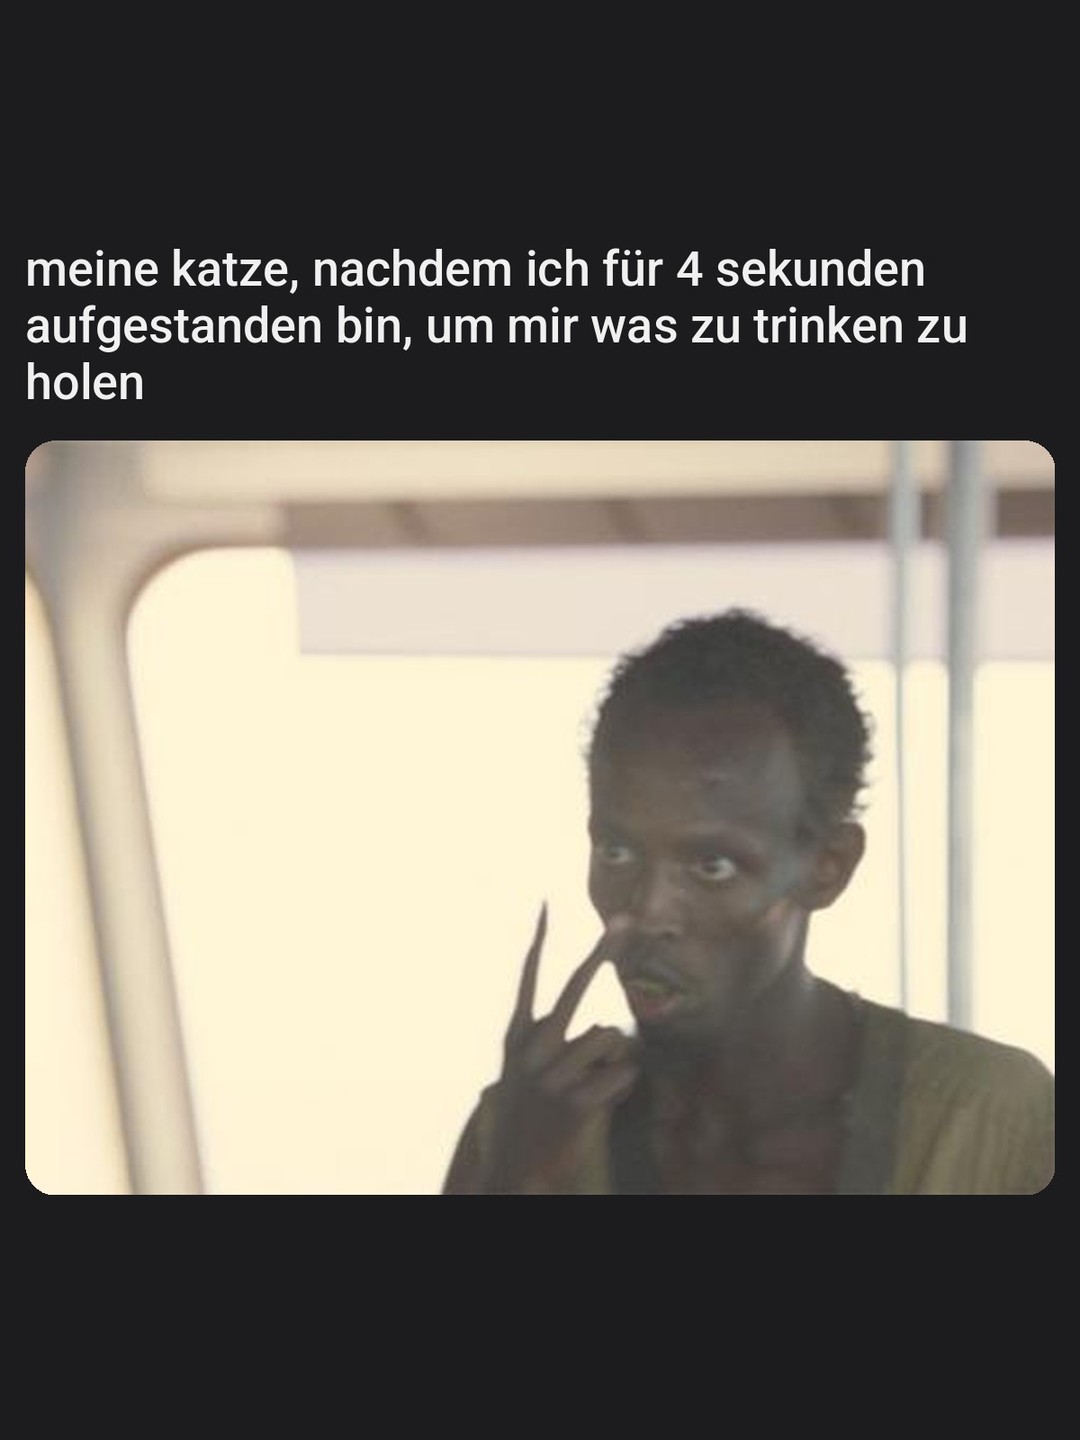 meine katze, nachdem ich für 4 sekunden
aufgestanden bin, um mir was zu trinken zu
holen